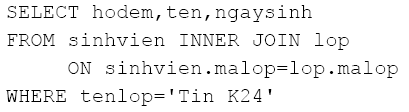 SELECT hodem,ten,ngaysinh
FROM sinhvien INNER JOIN lop
ON sinhvien.malop=lop.malop
WHERE tenlop='Tin K24'